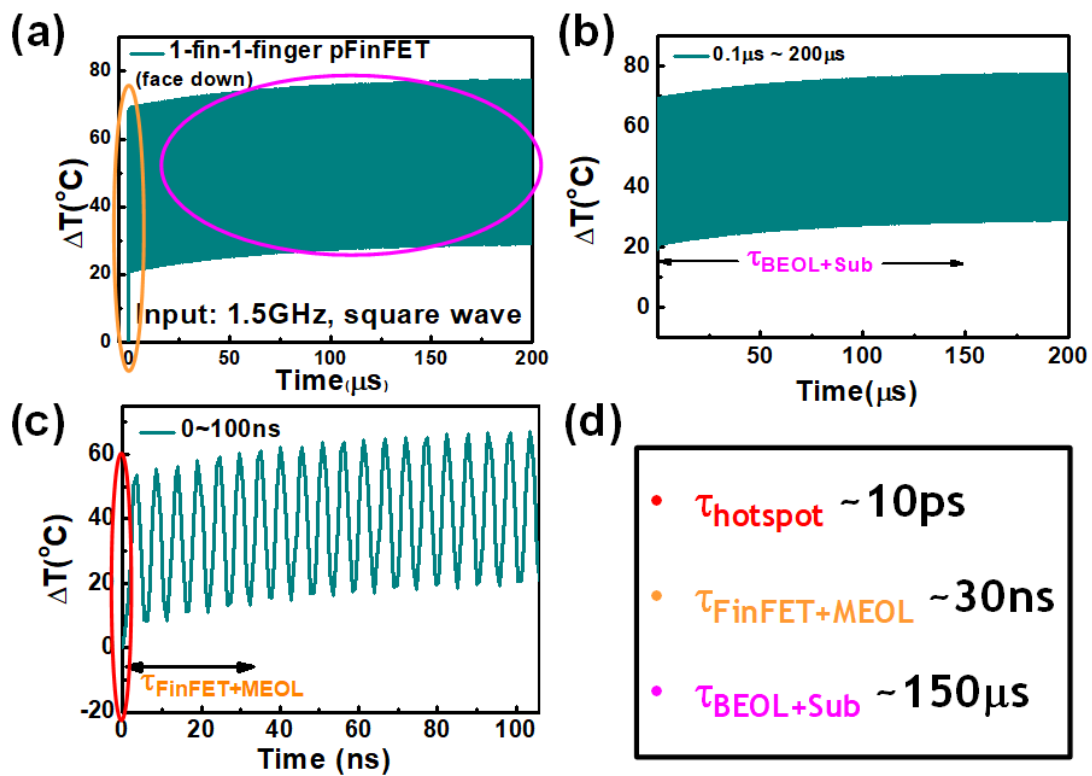 (a)
1-fin-1-finger pFinFET
(face down)
80
60
40
20
0
ΔT(°C)
Input: 1.5GHz, square wave
0 50 100 150 200
Time(μs)
(b)
0.1μs ~ 200μs
80
60
40
20
0
ΔT(°C)
τBEOL+Sub
50 100 150 200
Time(μs)
(c)
0~100ns
60
40
20
0
-20
ΔT(°C)
τFinFET+MEOL
0 20 40 60 80 100
Time (ns)
(d)
• τhotspot ~10ps
• τFinFET+MEOL ~30ns
• τBEOL+Sub ~150μs